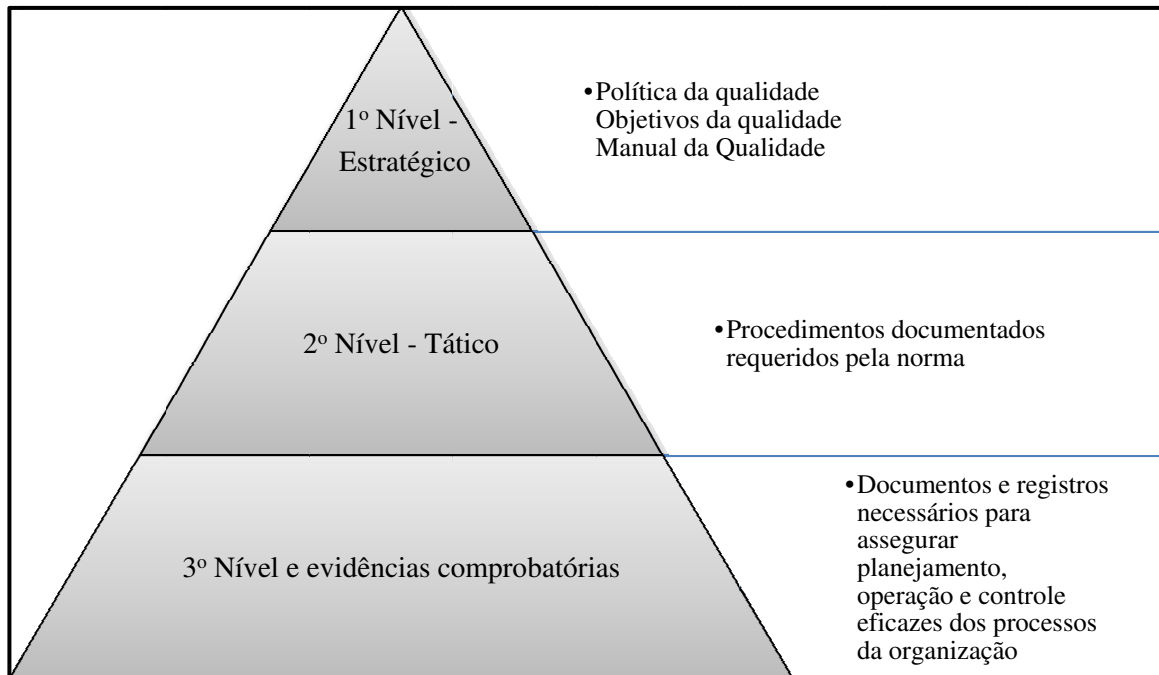 1º Nível -
Estratégico
•Política da qualidade
Objetivos da qualidade
Manual da Qualidade
2º Nível - Tático
•Procedimentos documentados
requeridos pela norma
3º Nível e evidências comprobatórias
•Documentos e registros
necessários para
assegurar
planejamento,
operação e controle
eficazes dos processos
da organização